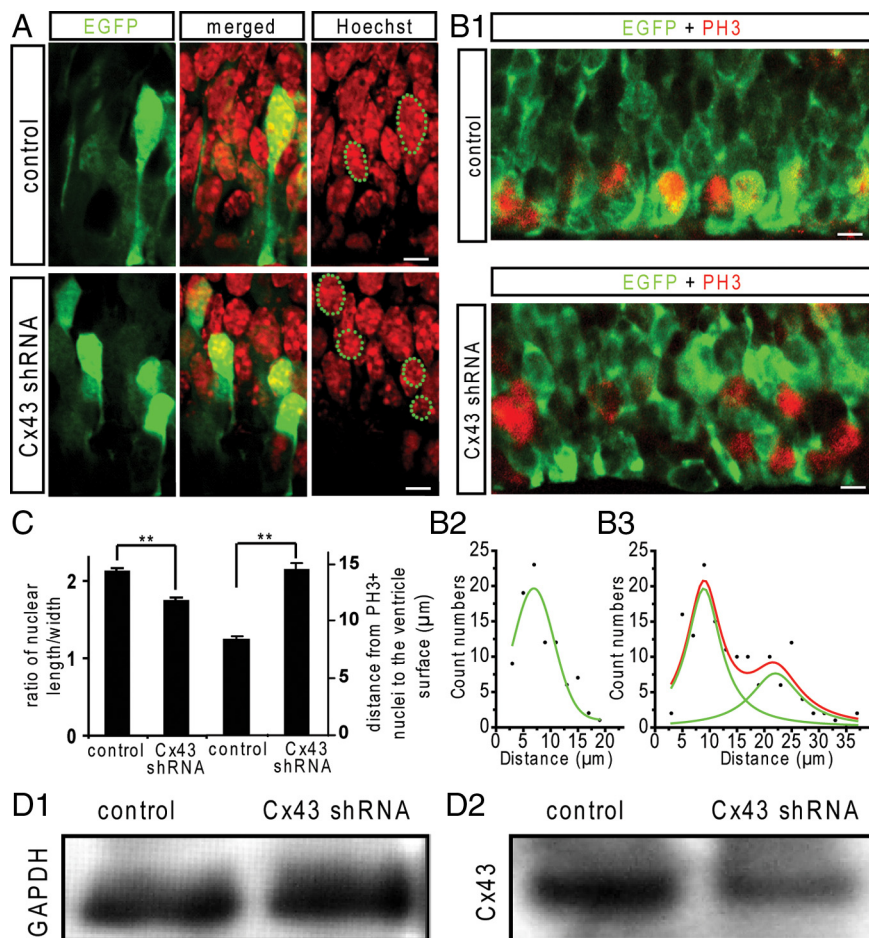 A
EGFP
merged
Hoechst
control
Cx43 shRNA
B1
EGFP + PH3
control
EGFP + PH3
Cx43 shRNA
C
**
**
ratio of nuclear
length/width
2
1
0
15
10
5
0
distance from PH3+
nuclei to the ventricle
surface (µm)
control
Cx43
shRNA
control
Cx43
shRNA
B2
Count numbers
25
20
15
10
5
0
0 5 10 15 20
Distance (µm)
B3
Count numbers
25
20
15
10
5
0
5 10 15 20 25 30 35
Distance (µm)
D1
control
Cx43 shRNA
GAPDH
D2
control
Cx43 shRNA
Cx43